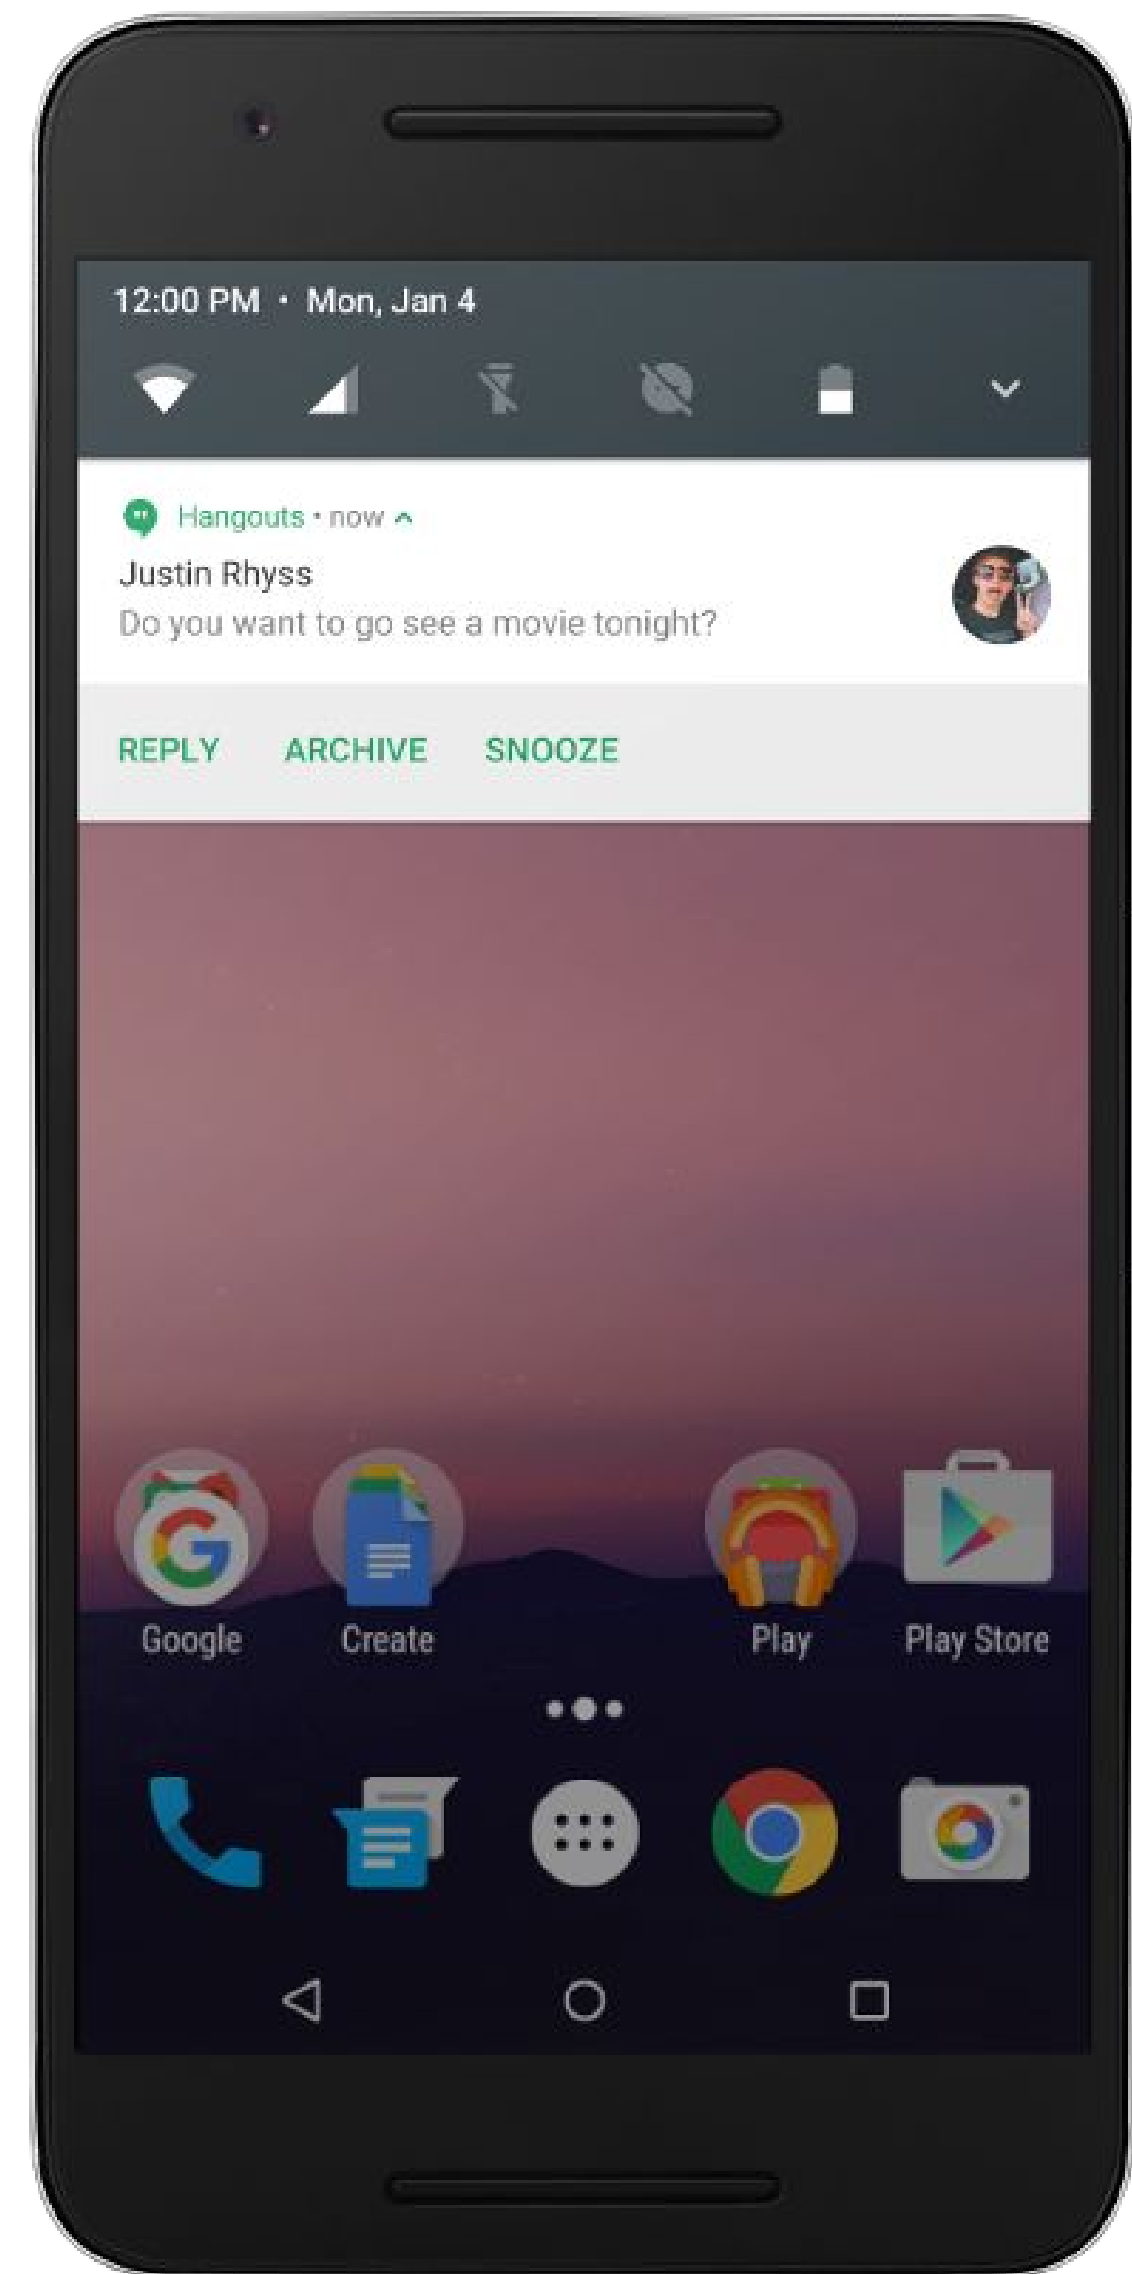 12:00 PM • Mon, Jan 4
Hangouts • now
Justin Rhyss
Do you want to go see a movie tonight?
REPLY ARCHIVE SNOOZE
Google Create Play Play Store